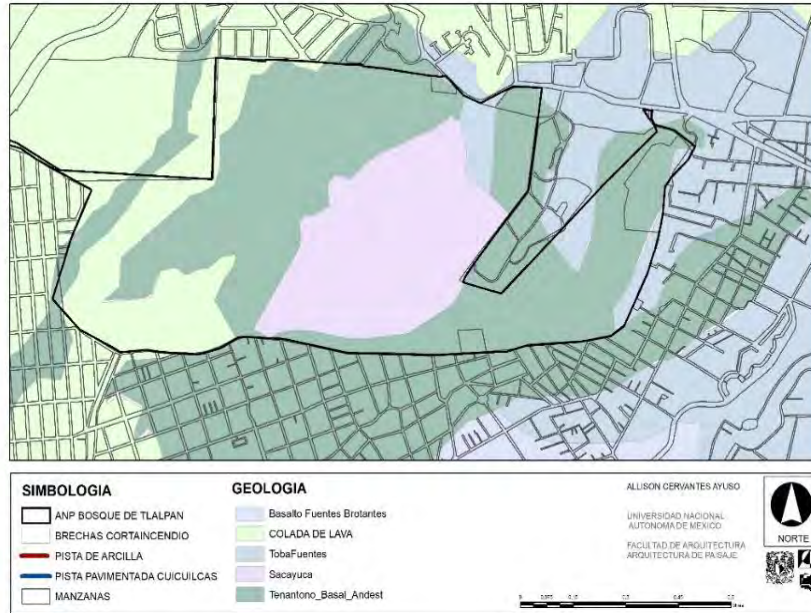 SIMBOLOGIA
ANP BOSQUE DE TLALPAN
BRECHAS CORTAINCENDIO
PISTA DE ARCILLA
PISTA PAVIMENTADA CUICUILCAS
MANZANAS
GEOLOGIA
Basalto Fuentes Brotantes
COLADA DE LAVA
TobaFuentes
Sacayuca
Tenantono_Basal_Andest
ALLISON CERVANTES AYUSO
UNIVERSIDAD NACIONAL
AUTONOMA DE MEXICO
FACULTAD DE ARQUITECTURA
ARQUITECTURA DE PAISAJE
NORTE